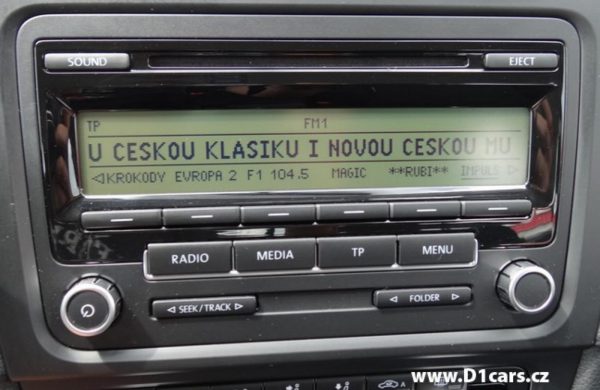 SOUND
EJECT
TP FM1
U CESKOU KLASIKU I NOVOU CESKOU MU
◁KROKODY EVROPA 2 F1 104.5 MAGIC **RUBI** IMPULS ▷
RADIO MEDIA TP MENU
◁ SEEK/TRACK ▷
◁ FOLDER ▷
A
www.D1cars.cz